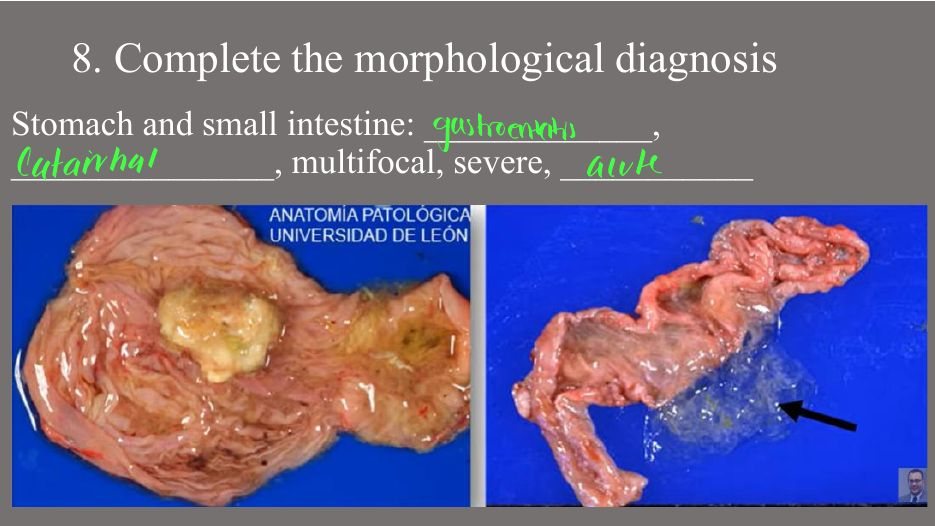 8. Complete the morphological diagnosis
Stomach and small intestine: gastroenteritis,
Catarrhal, multifocal, severe, acute
ANATOMÍA PATOLÓGICA
UNIVERSIDAD DE LEÓN